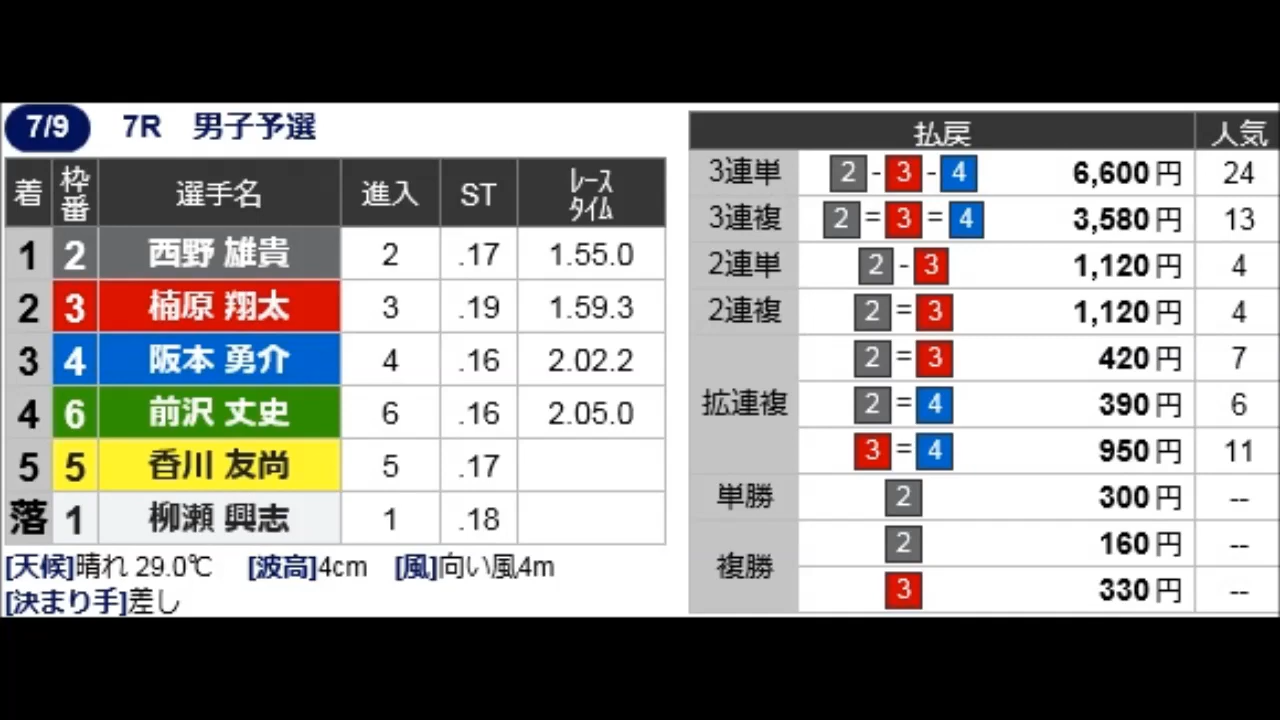 7/9 7R 男子予選
着 枠番 選手名 進入 ST ﾚｰｽﾀｲﾑ
1 2 西野 雄貴 2 .17 1.55.0
2 3 楠原 翔太 3 .19 1.59.3
3 4 阪本 勇介 4 .16 2.02.2
4 6 前沢 丈史 6 .16 2.05.0
5 5 香川 友尚 5 .17
落 1 柳瀬 興志 1 .18
[天候]晴れ 29.0℃ [波高]4cm [風]向い風4m
[決まり手]差し
払戻 人気
3連単 2-3-4 6,600円 24
3連複 2=3=4 3,580円 13
2連単 2-3 1,120円 4
2連複 2=3 1,120円 4
拡連複 2=3 420円 7
2=4 390円 6
3=4 950円 11
単勝 2 300円 --
複勝 2 160円 --
3 330円 --